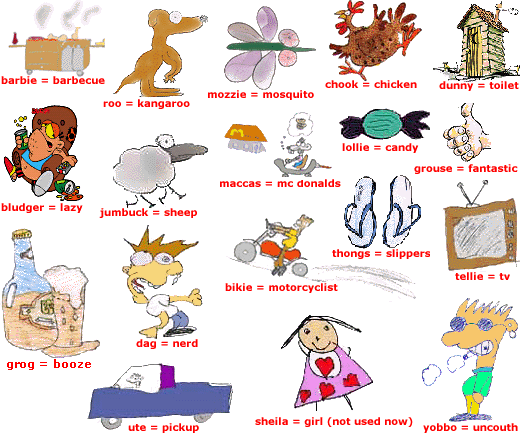 barbie = barbecue
roo = kangaroo
mozzie = mosquito
chook = chicken
dunny = toilet
bludger = lazy
jumbuck = sheep
maccas = mc donalds
lollie = candy
grouse = fantastic
grog = booze
dag = nerd
bikie = motorcyclist
thongs = slippers
tellie = tv
ute = pickup
sheila = girl (not used now)
yobbo = uncouth